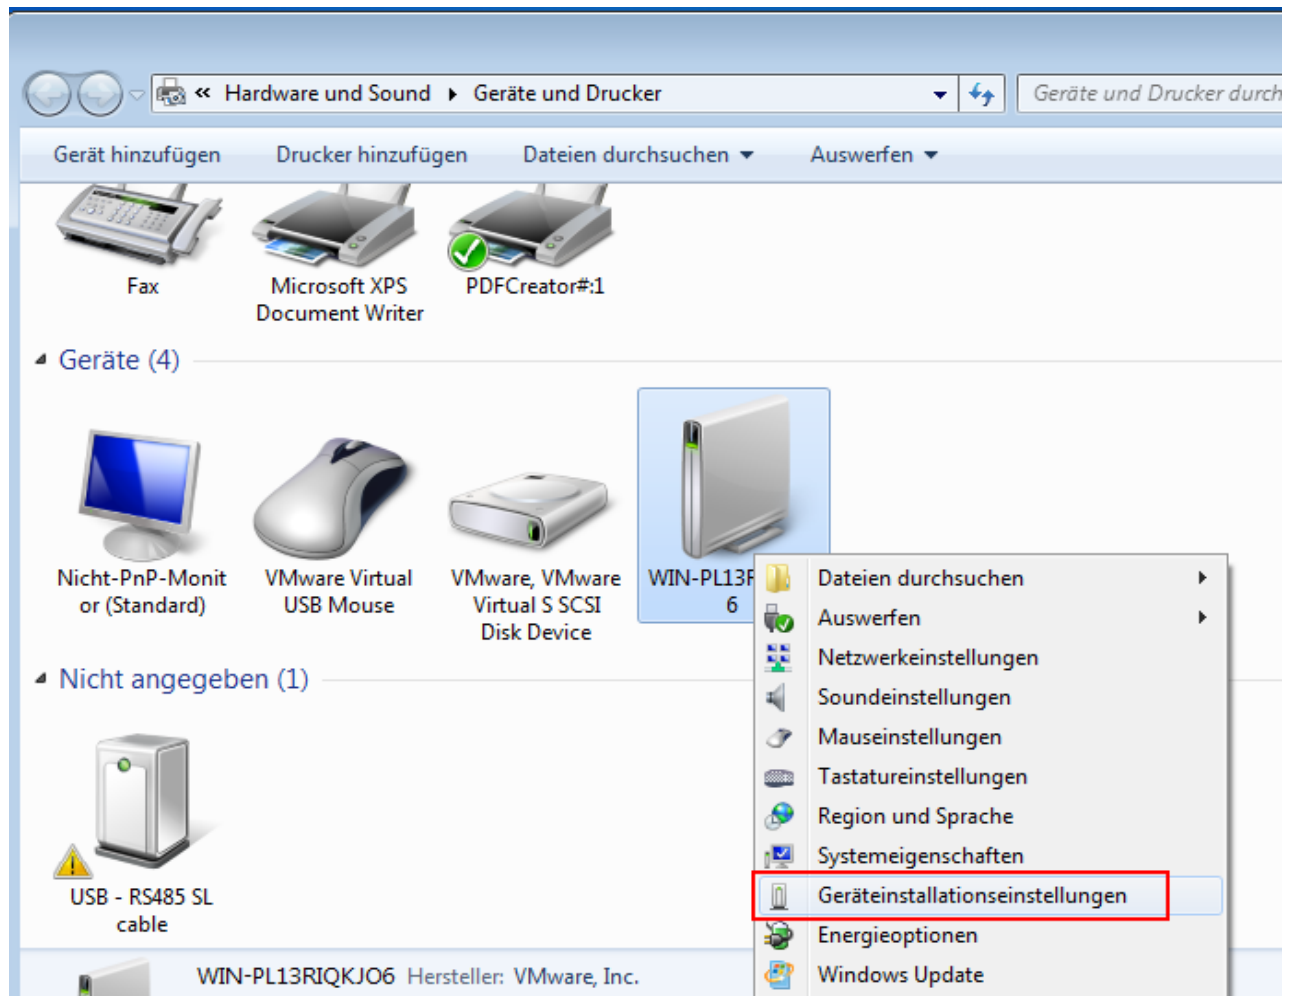 « Hardware und Sound ▸ Geräte und Drucker
Geräte und Drucker durch
Gerät hinzufügen Drucker hinzufügen Dateien durchsuchen Auswerfen
Fax
Microsoft XPS
Document Writer
PDFCreator#:1
Geräte (4)
Nicht-PnP-Monit
or (Standard)
VMware Virtual
USB Mouse
VMware, VMware
Virtual S SCSI
Disk Device
WIN-PL13R
6
Nicht angegeben (1)
USB - RS485 SL
cable
Dateien durchsuchen
Auswerfen
Netzwerkeinstellungen
Soundeinstellungen
Mauseinstellungen
Tastatureinstellungen
Region und Sprache
Systemeigenschaften
Geräteinstallationseinstellungen
Energieoptionen
Windows Update
WIN-PL13RIQKJO6 Hersteller: VMware, Inc.